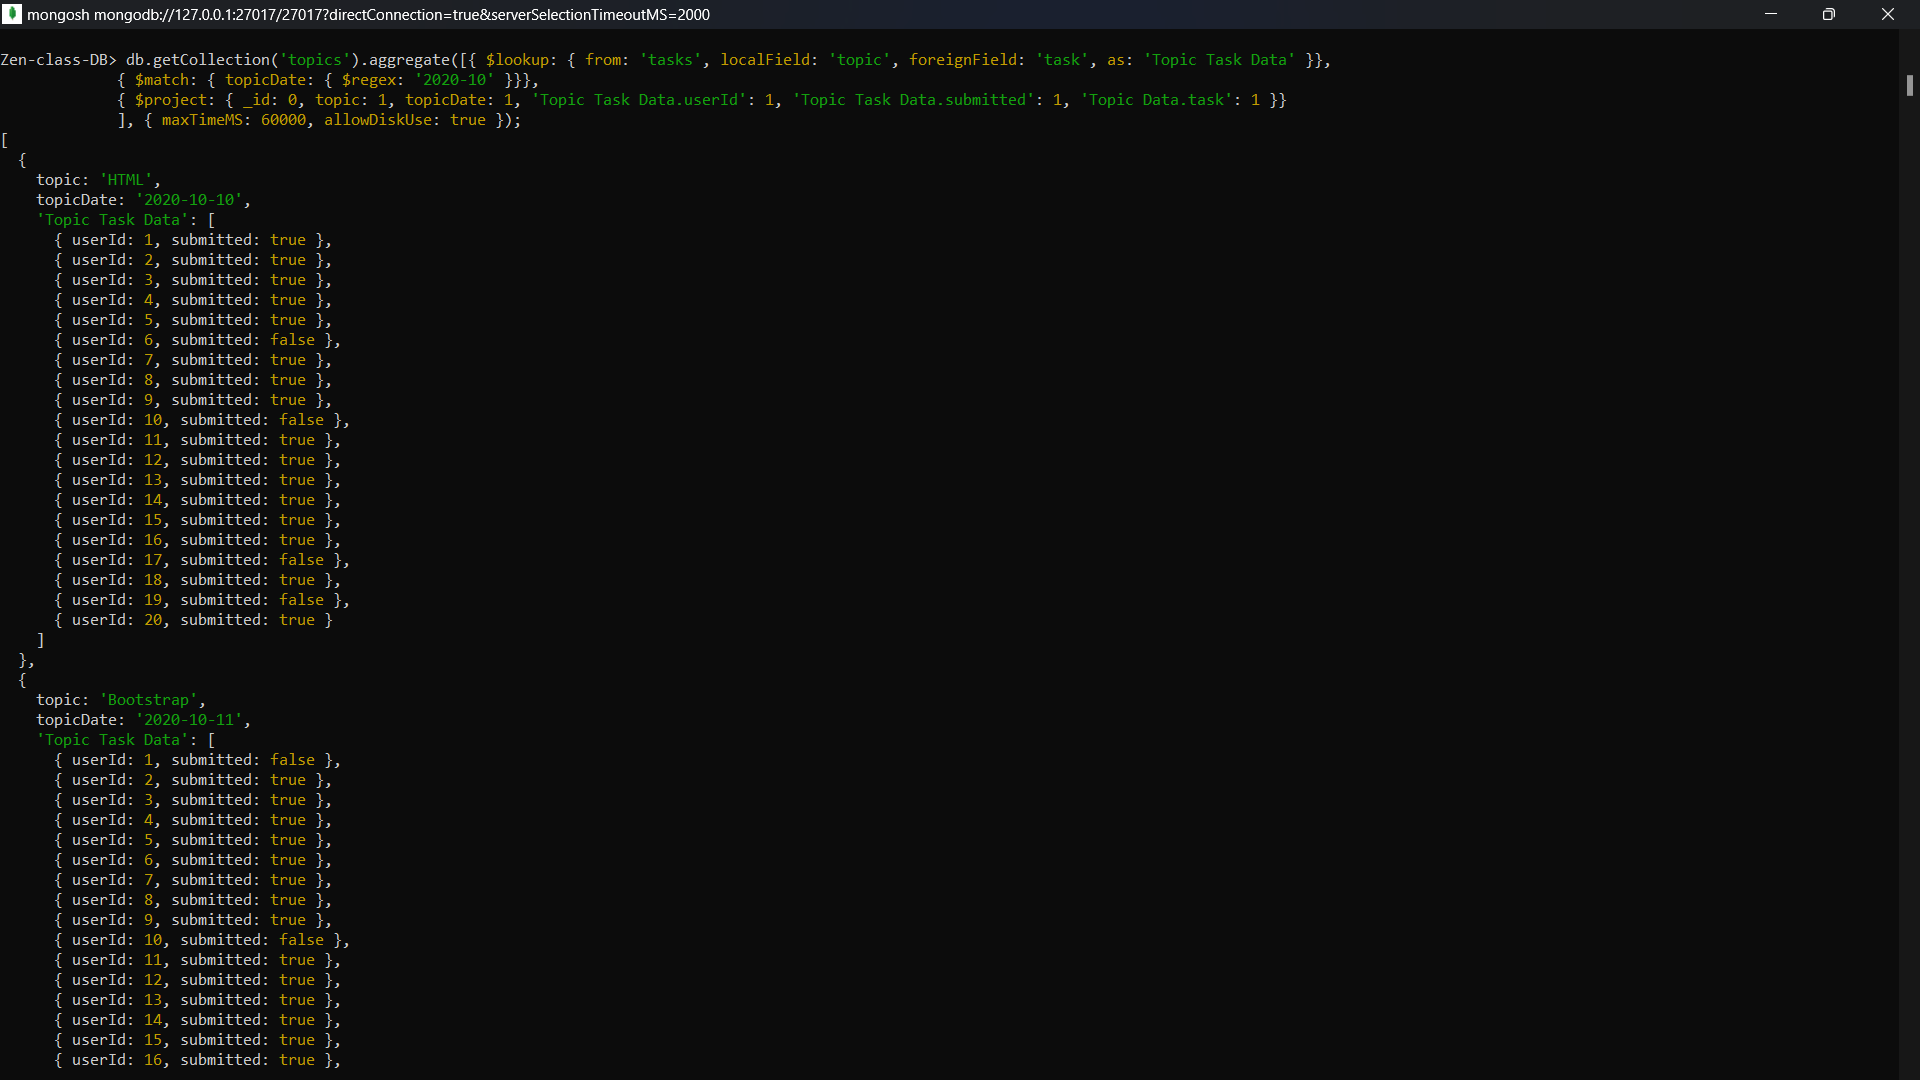 mongosh mongodb://127.0.0.1:27017/27017?directConnection=true&serverSelectionTimeoutMS=2000
Zen-class-DB> db.getCollection('topics').aggregate([{ $lookup: { from: 'tasks', localField: 'topic', foreignField: 'task', as: 'Topic Task Data' }},
{ $match: { topicDate: { $regex: '2020-10' }}},
{ $project: { _id: 0, topic: 1, topicDate: 1, 'Topic Task Data.userId': 1, 'Topic Task Data.submitted': 1, 'Topic Data.task': 1 }}
], { maxTimeMS: 60000, allowDiskUse: true });
[
{
topic: 'HTML',
topicDate: '2020-10-10',
'Topic Task Data': [
{ userId: 1, submitted: true },
{ userId: 2, submitted: true },
{ userId: 3, submitted: true },
{ userId: 4, submitted: true },
{ userId: 5, submitted: true },
{ userId: 6, submitted: false },
{ userId: 7, submitted: true },
{ userId: 8, submitted: true },
{ userId: 9, submitted: true },
{ userId: 10, submitted: false },
{ userId: 11, submitted: true },
{ userId: 12, submitted: true },
{ userId: 13, submitted: true },
{ userId: 14, submitted: true },
{ userId: 15, submitted: true },
{ userId: 16, submitted: true },
{ userId: 17, submitted: false },
{ userId: 18, submitted: true },
{ userId: 19, submitted: false },
{ userId: 20, submitted: true }
]
},
{
topic: 'Bootstrap',
topicDate: '2020-10-11',
'Topic Task Data': [
{ userId: 1, submitted: false },
{ userId: 2, submitted: true },
{ userId: 3, submitted: true },
{ userId: 4, submitted: true },
{ userId: 5, submitted: true },
{ userId: 6, submitted: true },
{ userId: 7, submitted: true },
{ userId: 8, submitted: true },
{ userId: 9, submitted: true },
{ userId: 10, submitted: false },
{ userId: 11, submitted: true },
{ userId: 12, submitted: true },
{ userId: 13, submitted: true },
{ userId: 14, submitted: true },
{ userId: 15, submitted: true },
{ userId: 16, submitted: true },